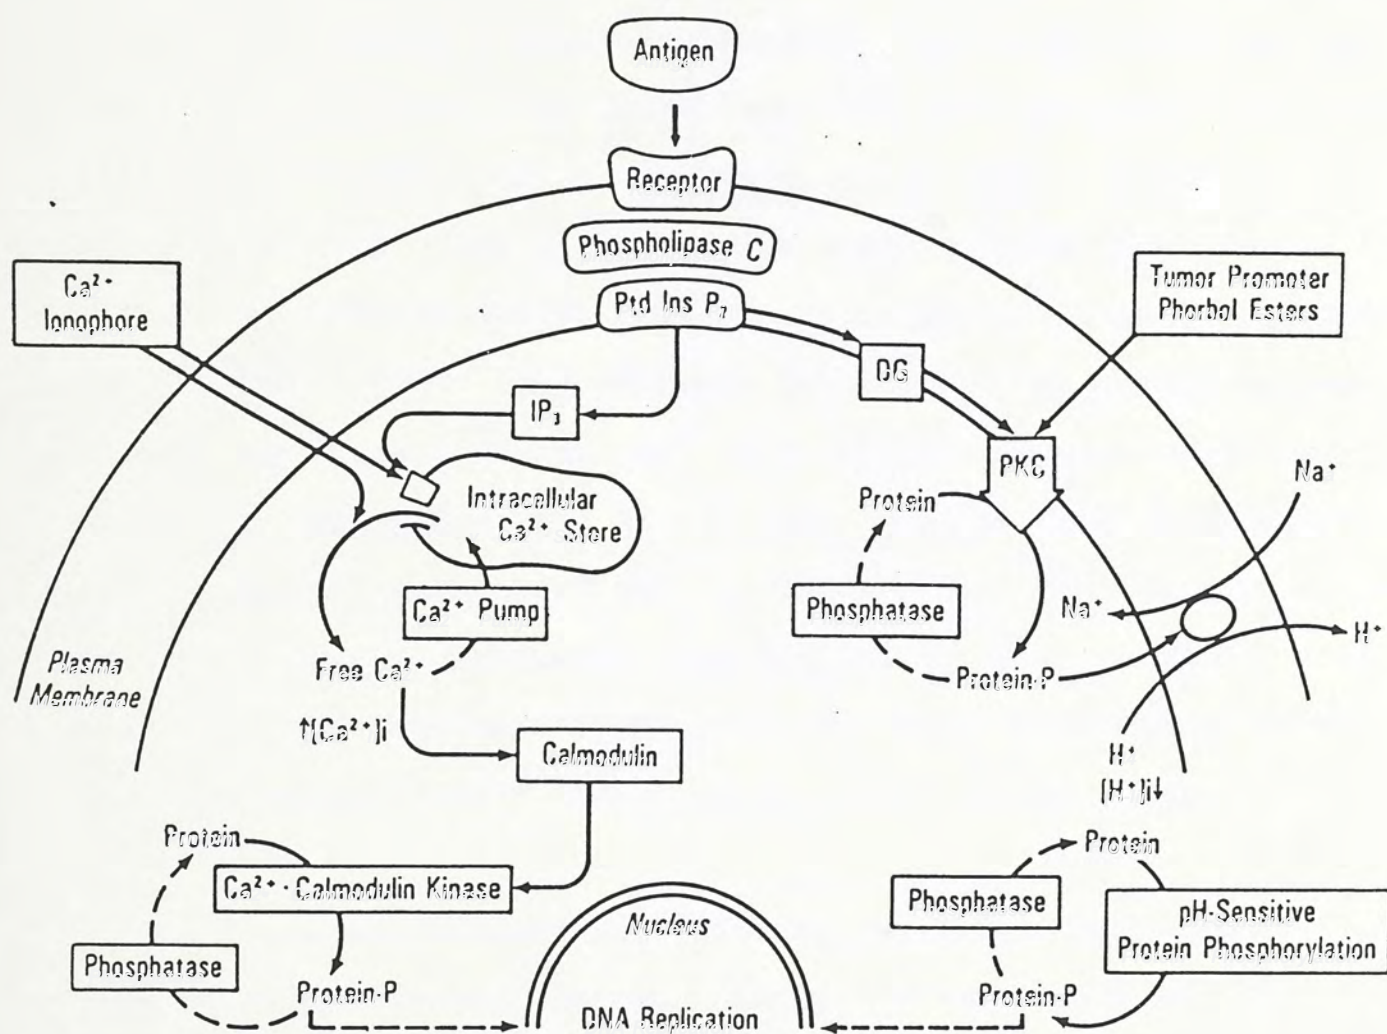 Antigen
Receptor
Phospholipase C
Ptd Ins P₂
Ca²⁺
Ionophore
Tumor Promoter
Phorbol Esters
DG
IP₃
PKC
Na⁺
Intracellular
Ca²⁺ Store
Protein
Ca²⁺ Pump
Phosphatase
Na⁺
H⁺
Plasma
Membrane
Free Ca²⁺
Protein-P
↑[Ca²⁺]i
Calmodulin
H⁺
[H⁺]i↓
Protein
Protein
Ca²⁺·Calmodulin Kinase
Phosphatase
pH-Sensitive
Protein Phosphorylation
Nucleus
Phosphatase
Protein-P
Protein-P
DNA Replication